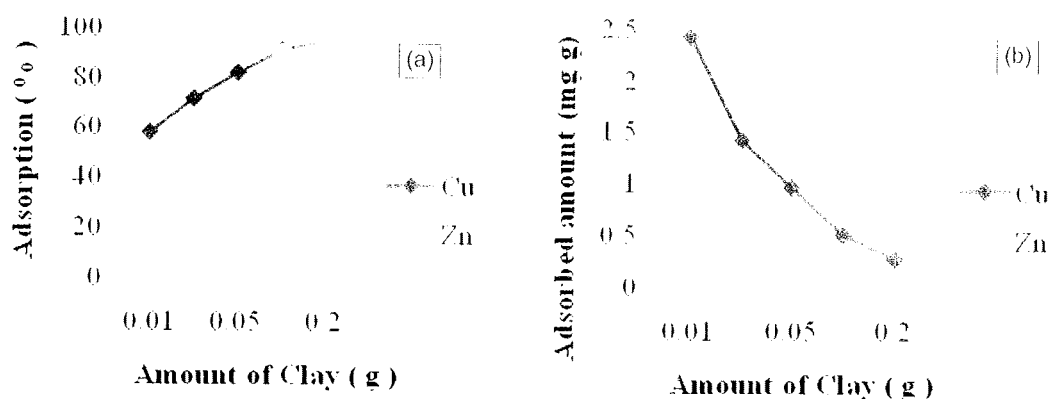 100
80
60
40
20
0
Adsorption ( % )
(a)
Cu
Zn
0.01 0.05 0.2
Amount of Clay ( g )
2.5
2
1.5
1
0.5
0
Adsorbed amount (mg g)
(b)
Cu
Zn
0.01 0.05 0.2
Amount of Clay ( g )